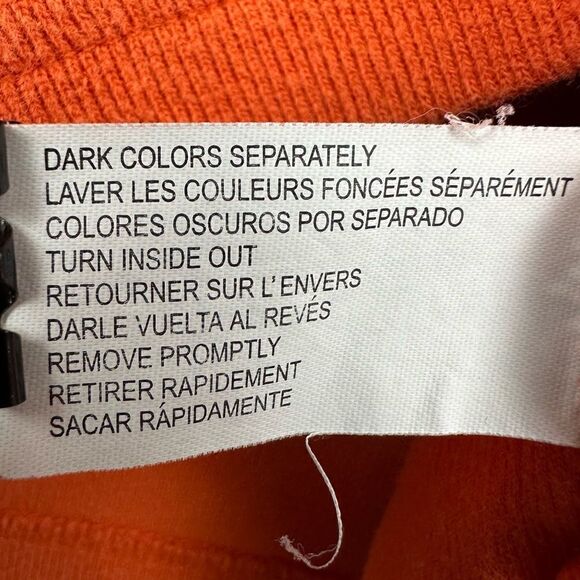 DARK COLORS SEPARATELY
LAVER LES COULEURS FONCÉES SÉPARÉMENT
COLORES OSCUROS POR SEPARADO
TURN INSIDE OUT
RETOURNER SUR L'ENVERS
DARLE VUELTA AL REVÉS
REMOVE PROMPTLY
RETIRER RAPIDEMENT
SACAR RÁPIDAMENTE